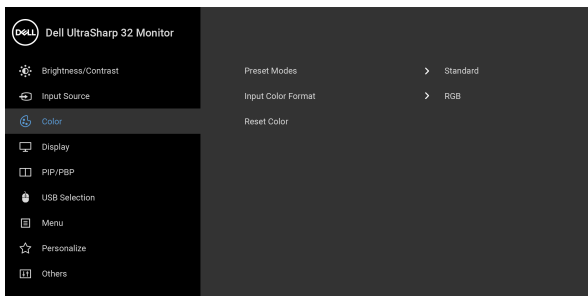 DELL Dell UltraSharp 32 Monitor
Brightness/Contrast
Input Source
Color
Display
PIP/PBP
USB Selection
Menu
Personalize
Others
Preset Modes > Standard
Input Color Format > RGB
Reset Color